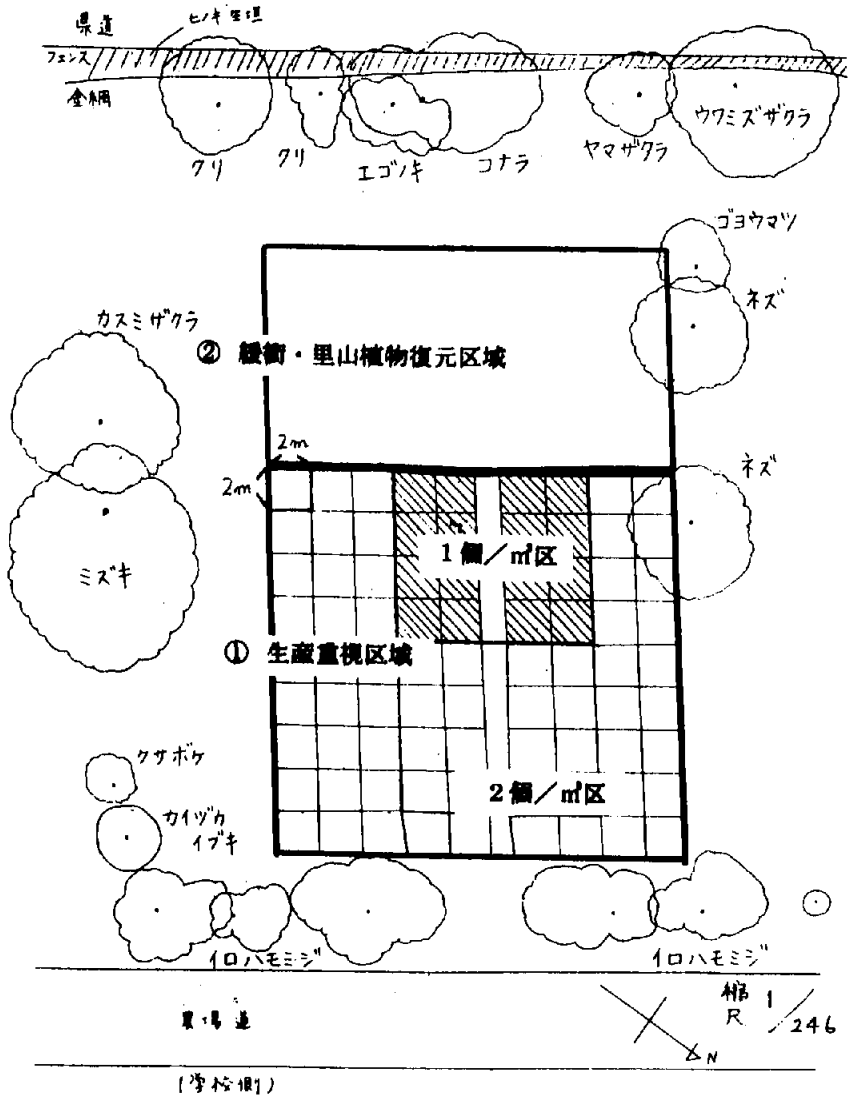 県道
ヒノキ生垣
フェンス
金網
クリ
クリ
エゴノキ
コナラ
ヤマザクラ
ウワミズザクラ
ゴヨウマツ
ネズ
カスミザクラ
② 緩衝・里山植物復元区域
2m
2m
ネズ
1個/㎡区
ミズキ
① 生産重視区域
クサボケ
2個/㎡区
カイヅカ
イブキ
イロハモミジ
イロハモミジ
農場道
縮尺 1/246
N
(学校側)